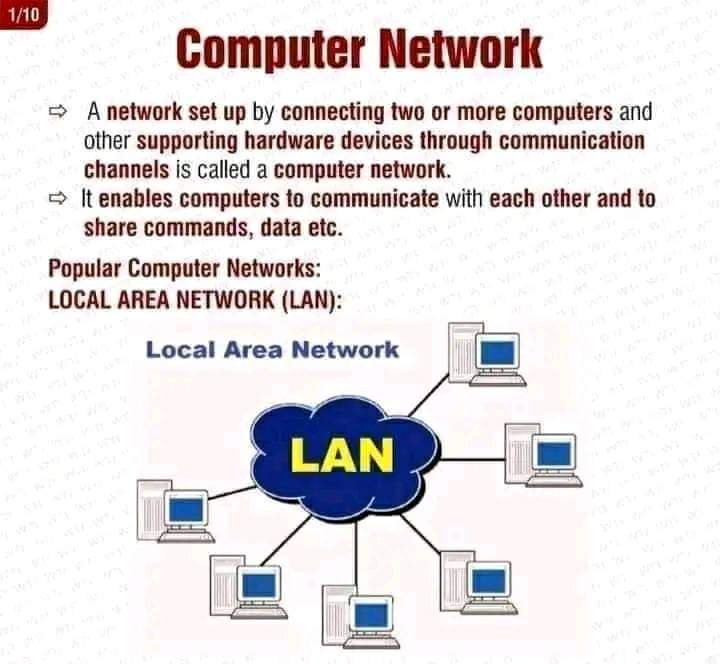 1/10
Computer Network
⇨ A network set up by connecting two or more computers and
other supporting hardware devices through communication
channels is called a computer network.
⇨ It enables computers to communicate with each other and to
share commands, data etc.
Popular Computer Networks:
LOCAL AREA NETWORK (LAN):
Local Area Network
LAN